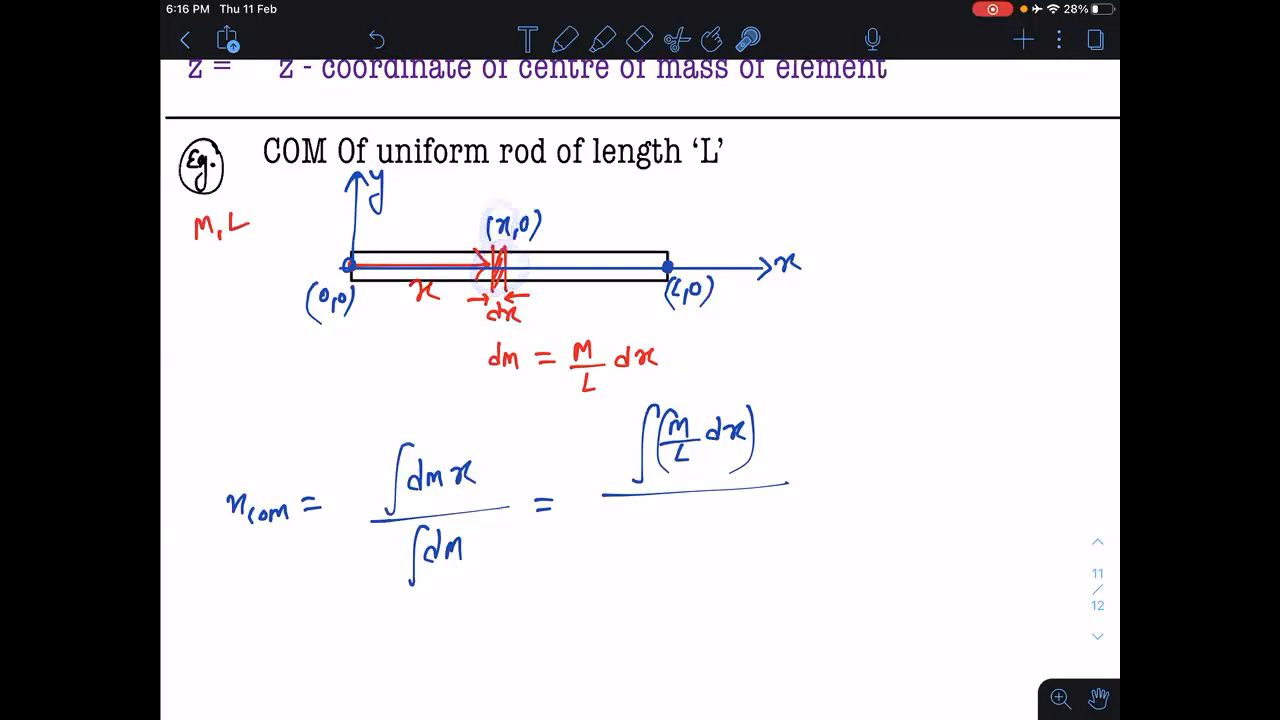 6:16 PM Thu 11 Feb 28%
T
z = z - coordinate of centre of mass of element
Eg. COM Of uniform rod of length ‘L’
y
M, L
(x,0)
x
(0,0) x (L,0)
dx
dm = M/L dx
x_com = ∫dm x / ∫dm = ∫(M/L dx)
11
/
12